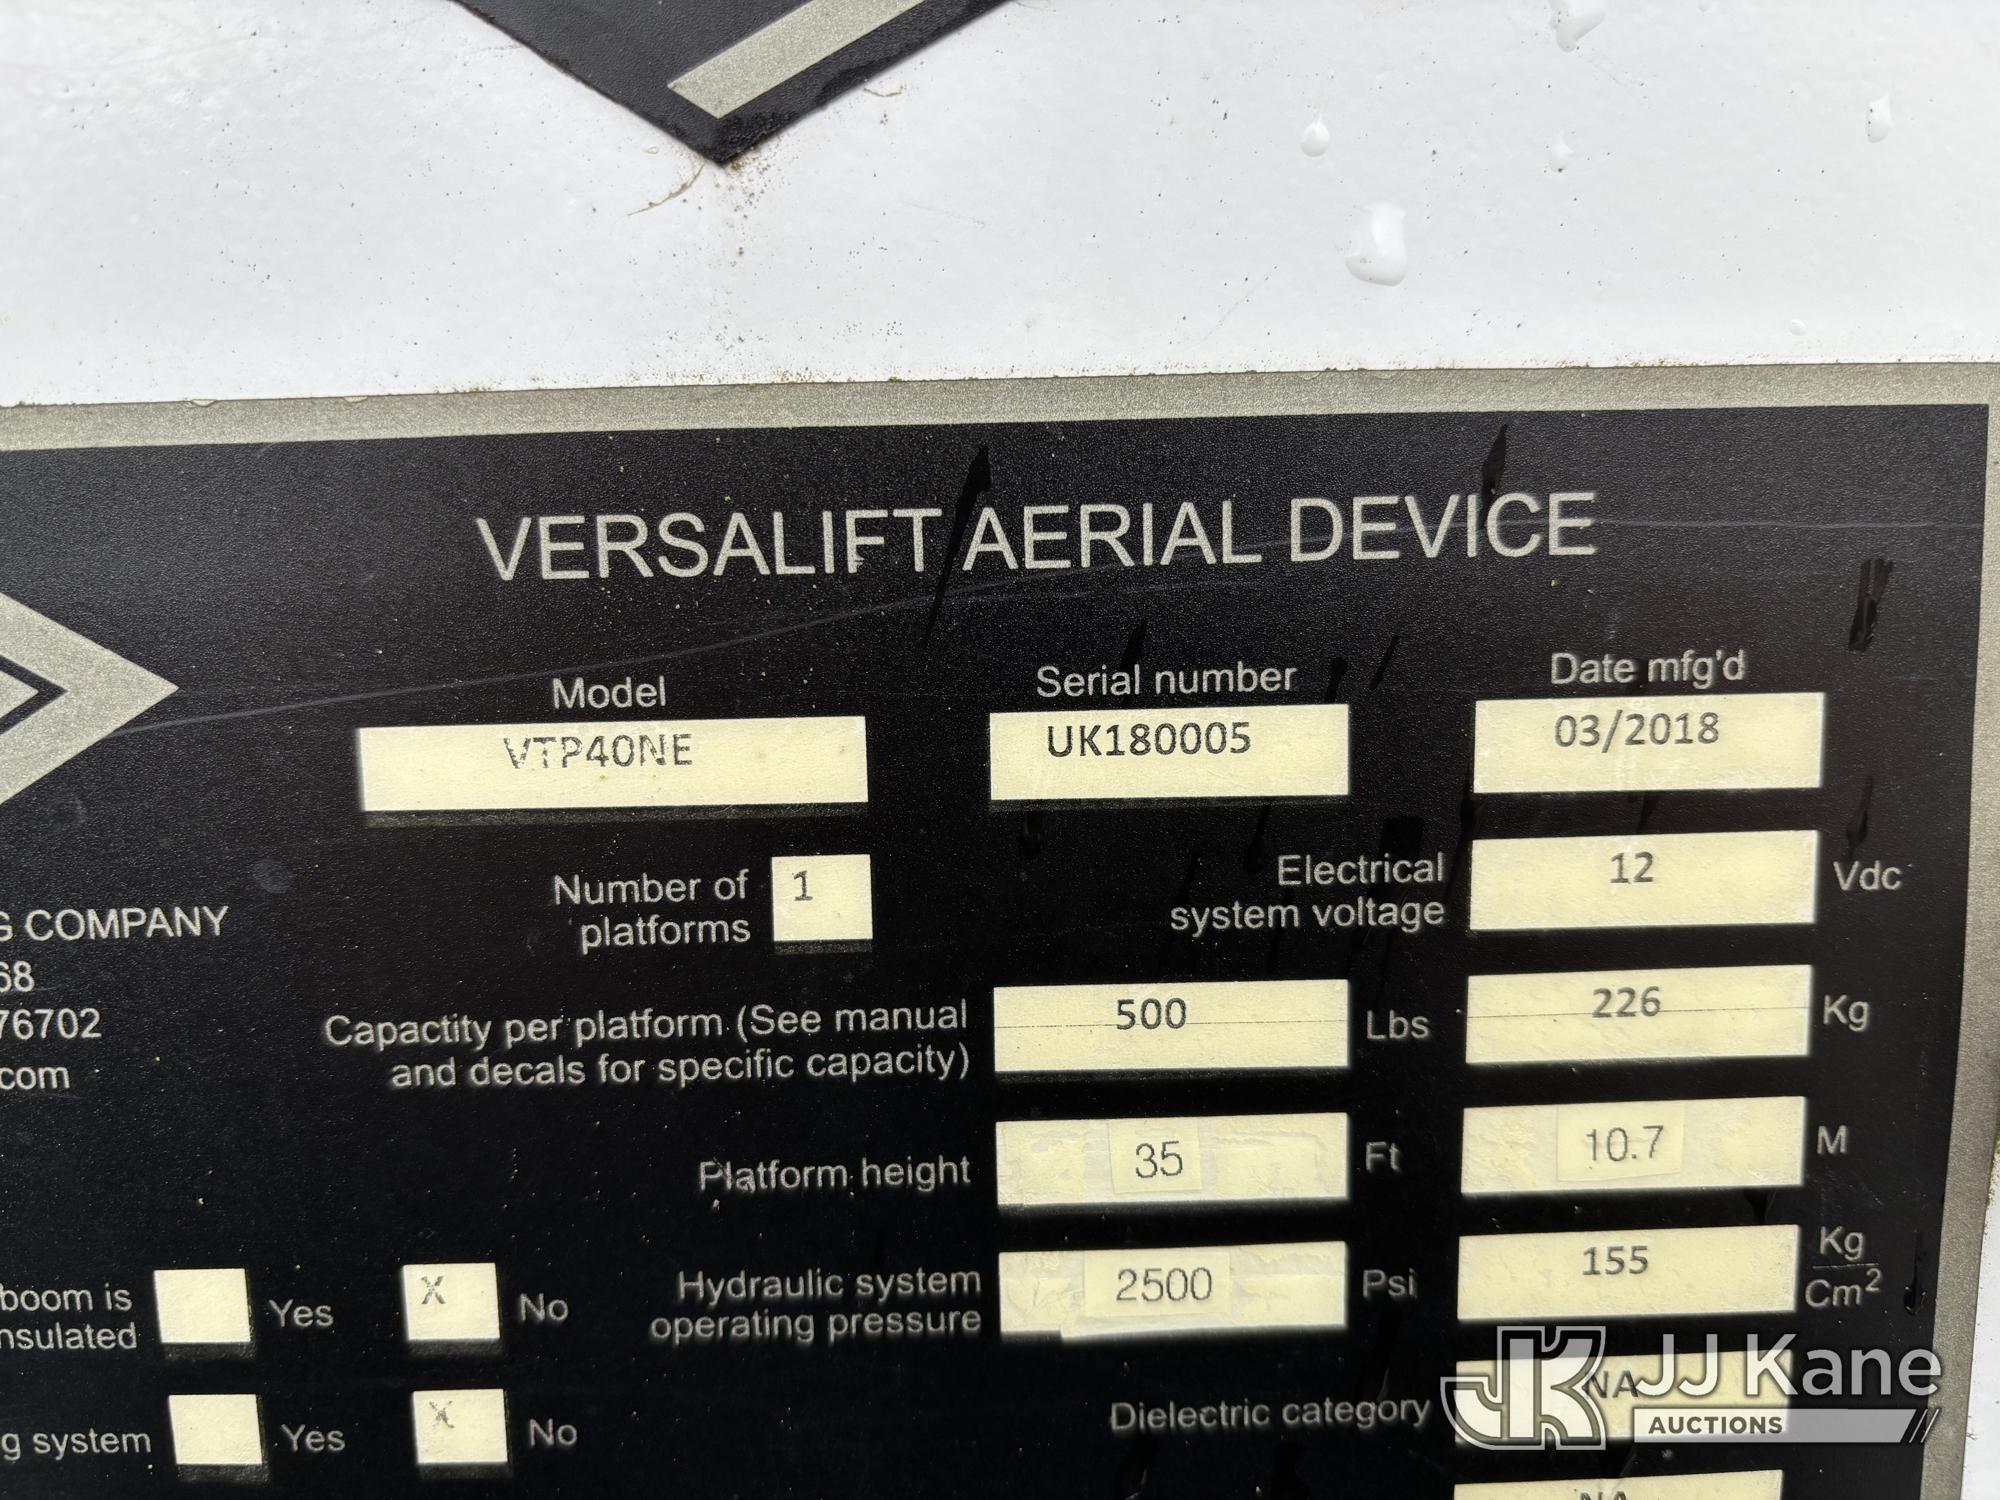 VERSALIFT AERIAL DEVICE
Model
Serial number
Date mfg'd
VTP40NE
UK180005
03/2018
Number of
platforms
1
Electrical
system voltage
12
Vdc
G COMPANY
68
76702
.com
Capactity per platform (See manual
and decals for specific capacity)
500
Lbs
226
Kg
Platform height
35
Ft
10.7
M
boom is
nsulated
Yes
X
No
Hydraulic system
operating pressure
2500
Psi
155
Kg
Cm2
g system
Yes
X
No
Dielectric category
NA
NA
JJ Kane
AUCTIONS